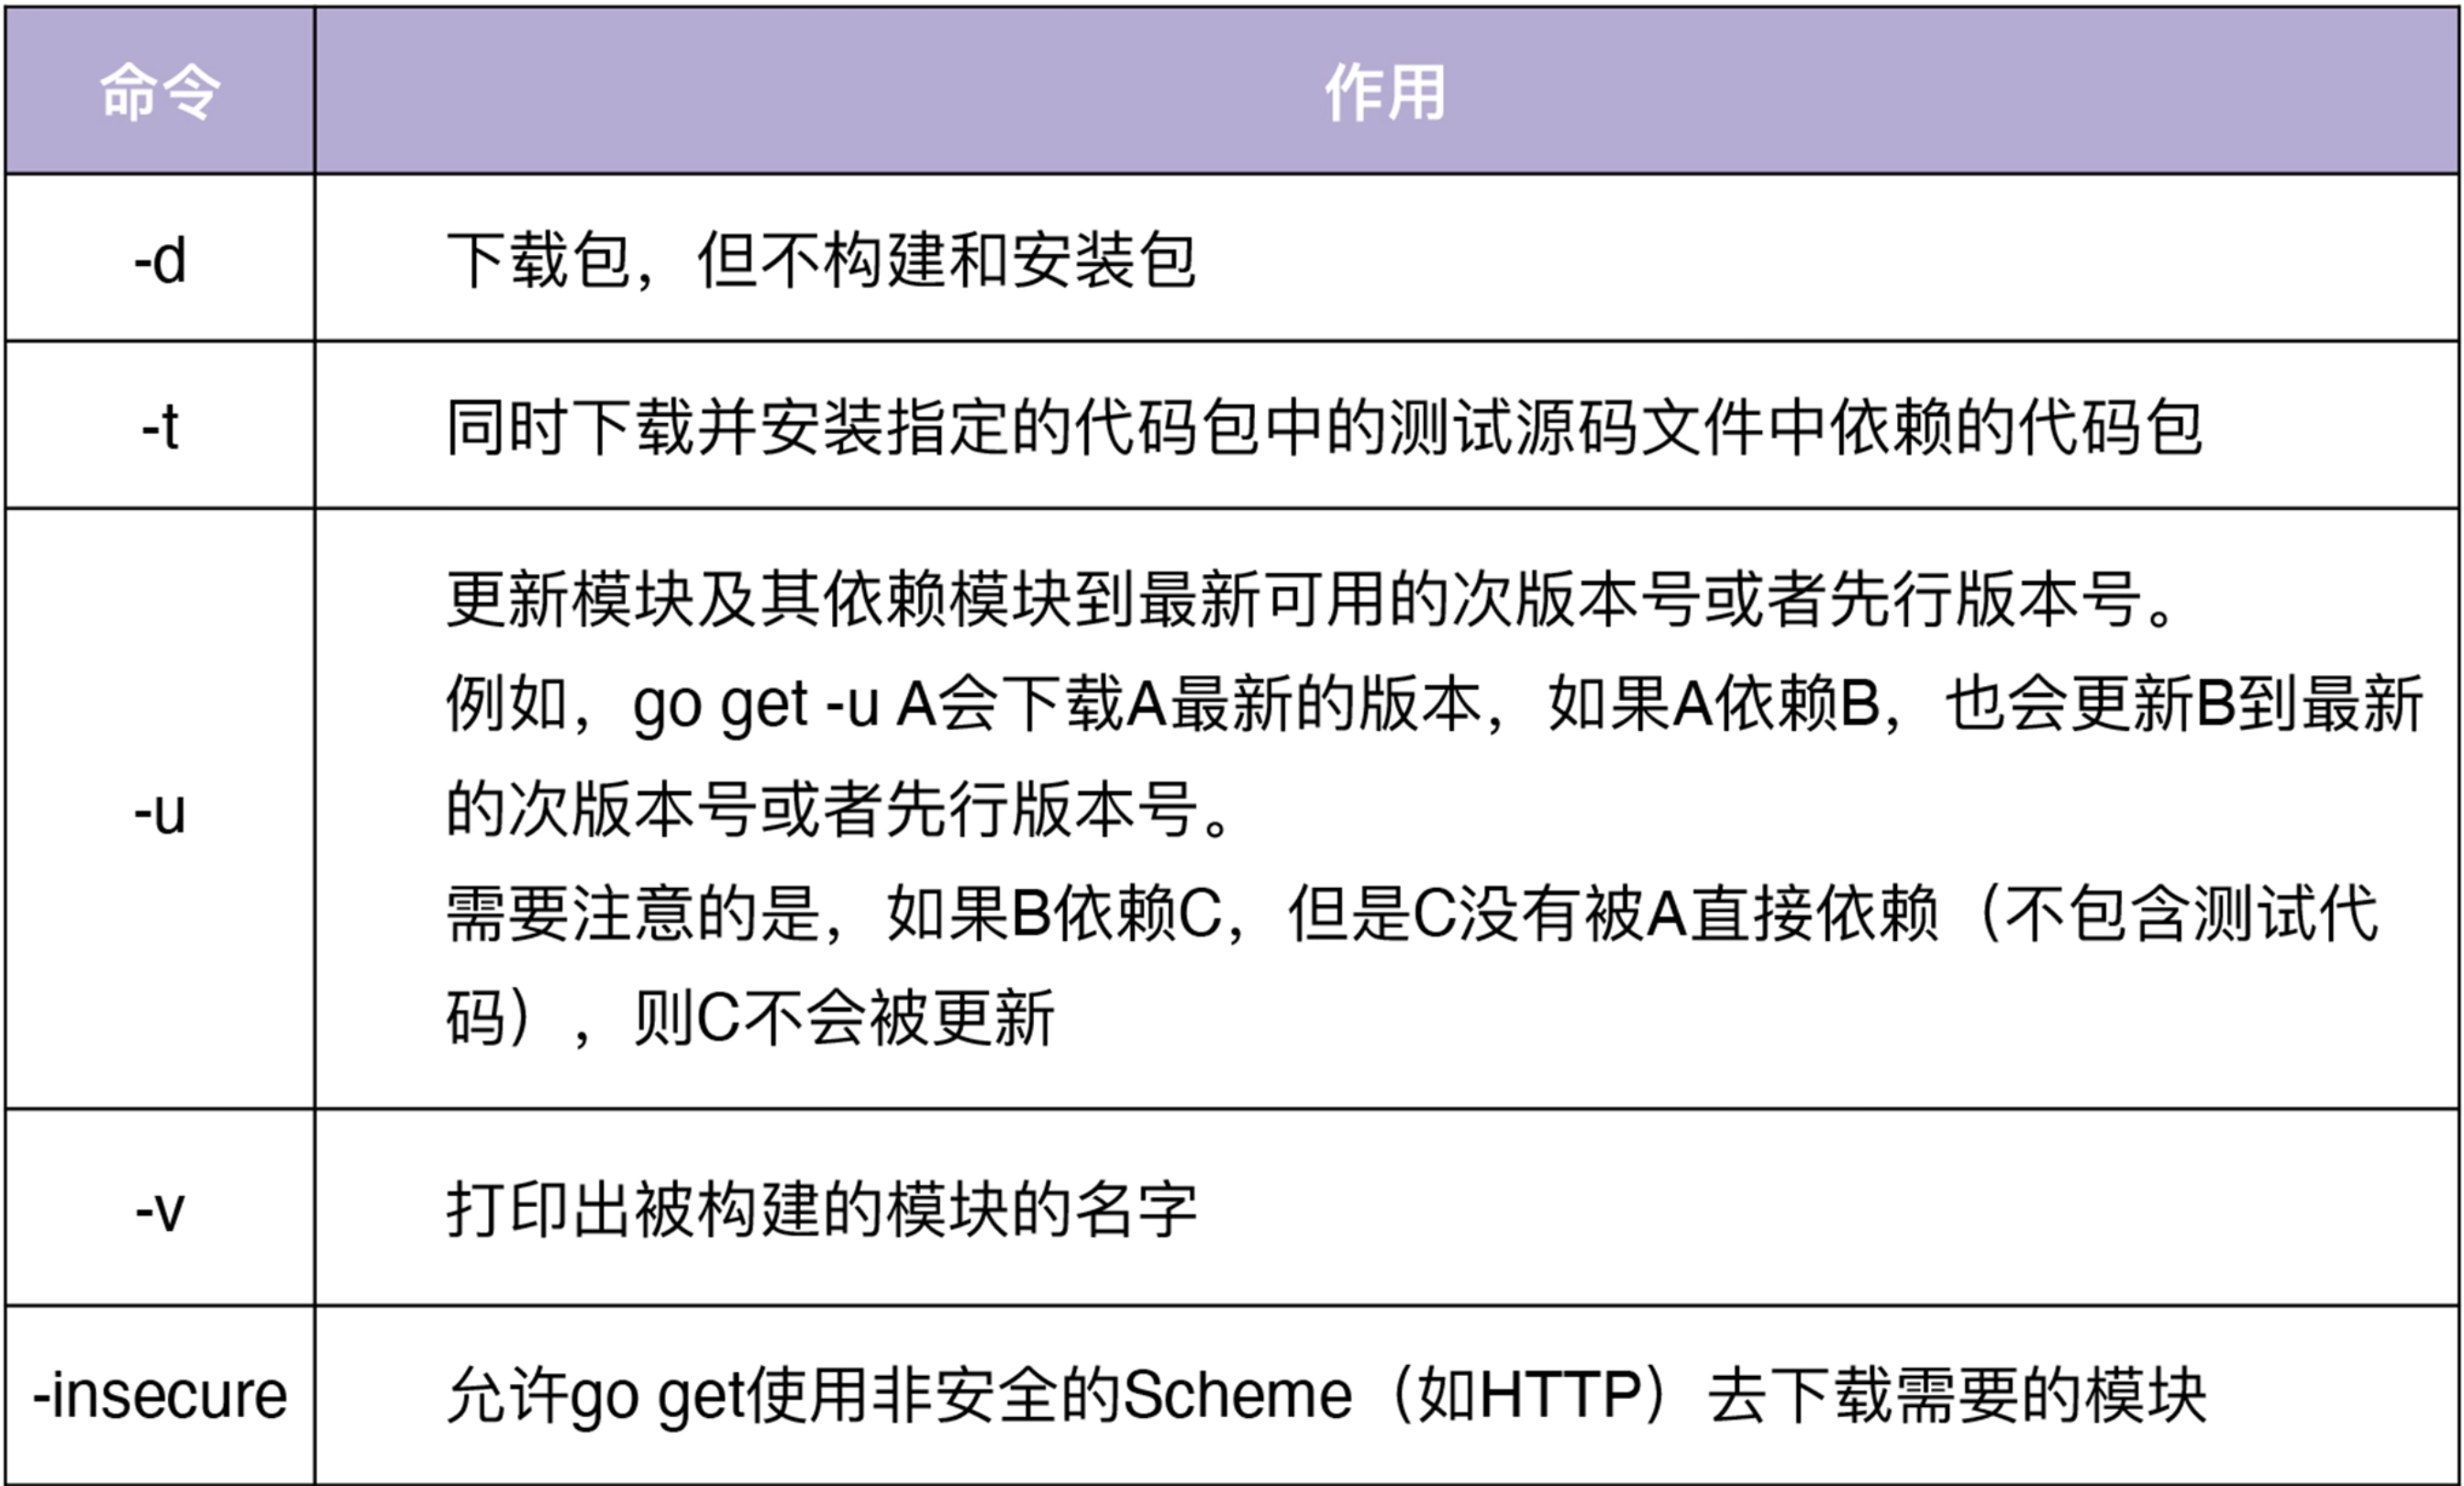 命令
作用
-d
下载包，但不构建和安装包
-t
同时下载并安装指定的代码包中的测试源码文件中依赖的代码包
-u
更新模块及其依赖模块到最新可用的次版本号或者先行版本号。
例如，go get -u A会下载A最新的版本，如果A依赖B，也会更新B到最新
的次版本号或者先行版本号。
需要注意的是，如果B依赖C，但是C没有被A直接依赖（不包含测试代
码），则C不会被更新
-v
打印出被构建的模块的名字
-insecure
允许go get使用非安全的Scheme（如HTTP）去下载需要的模块